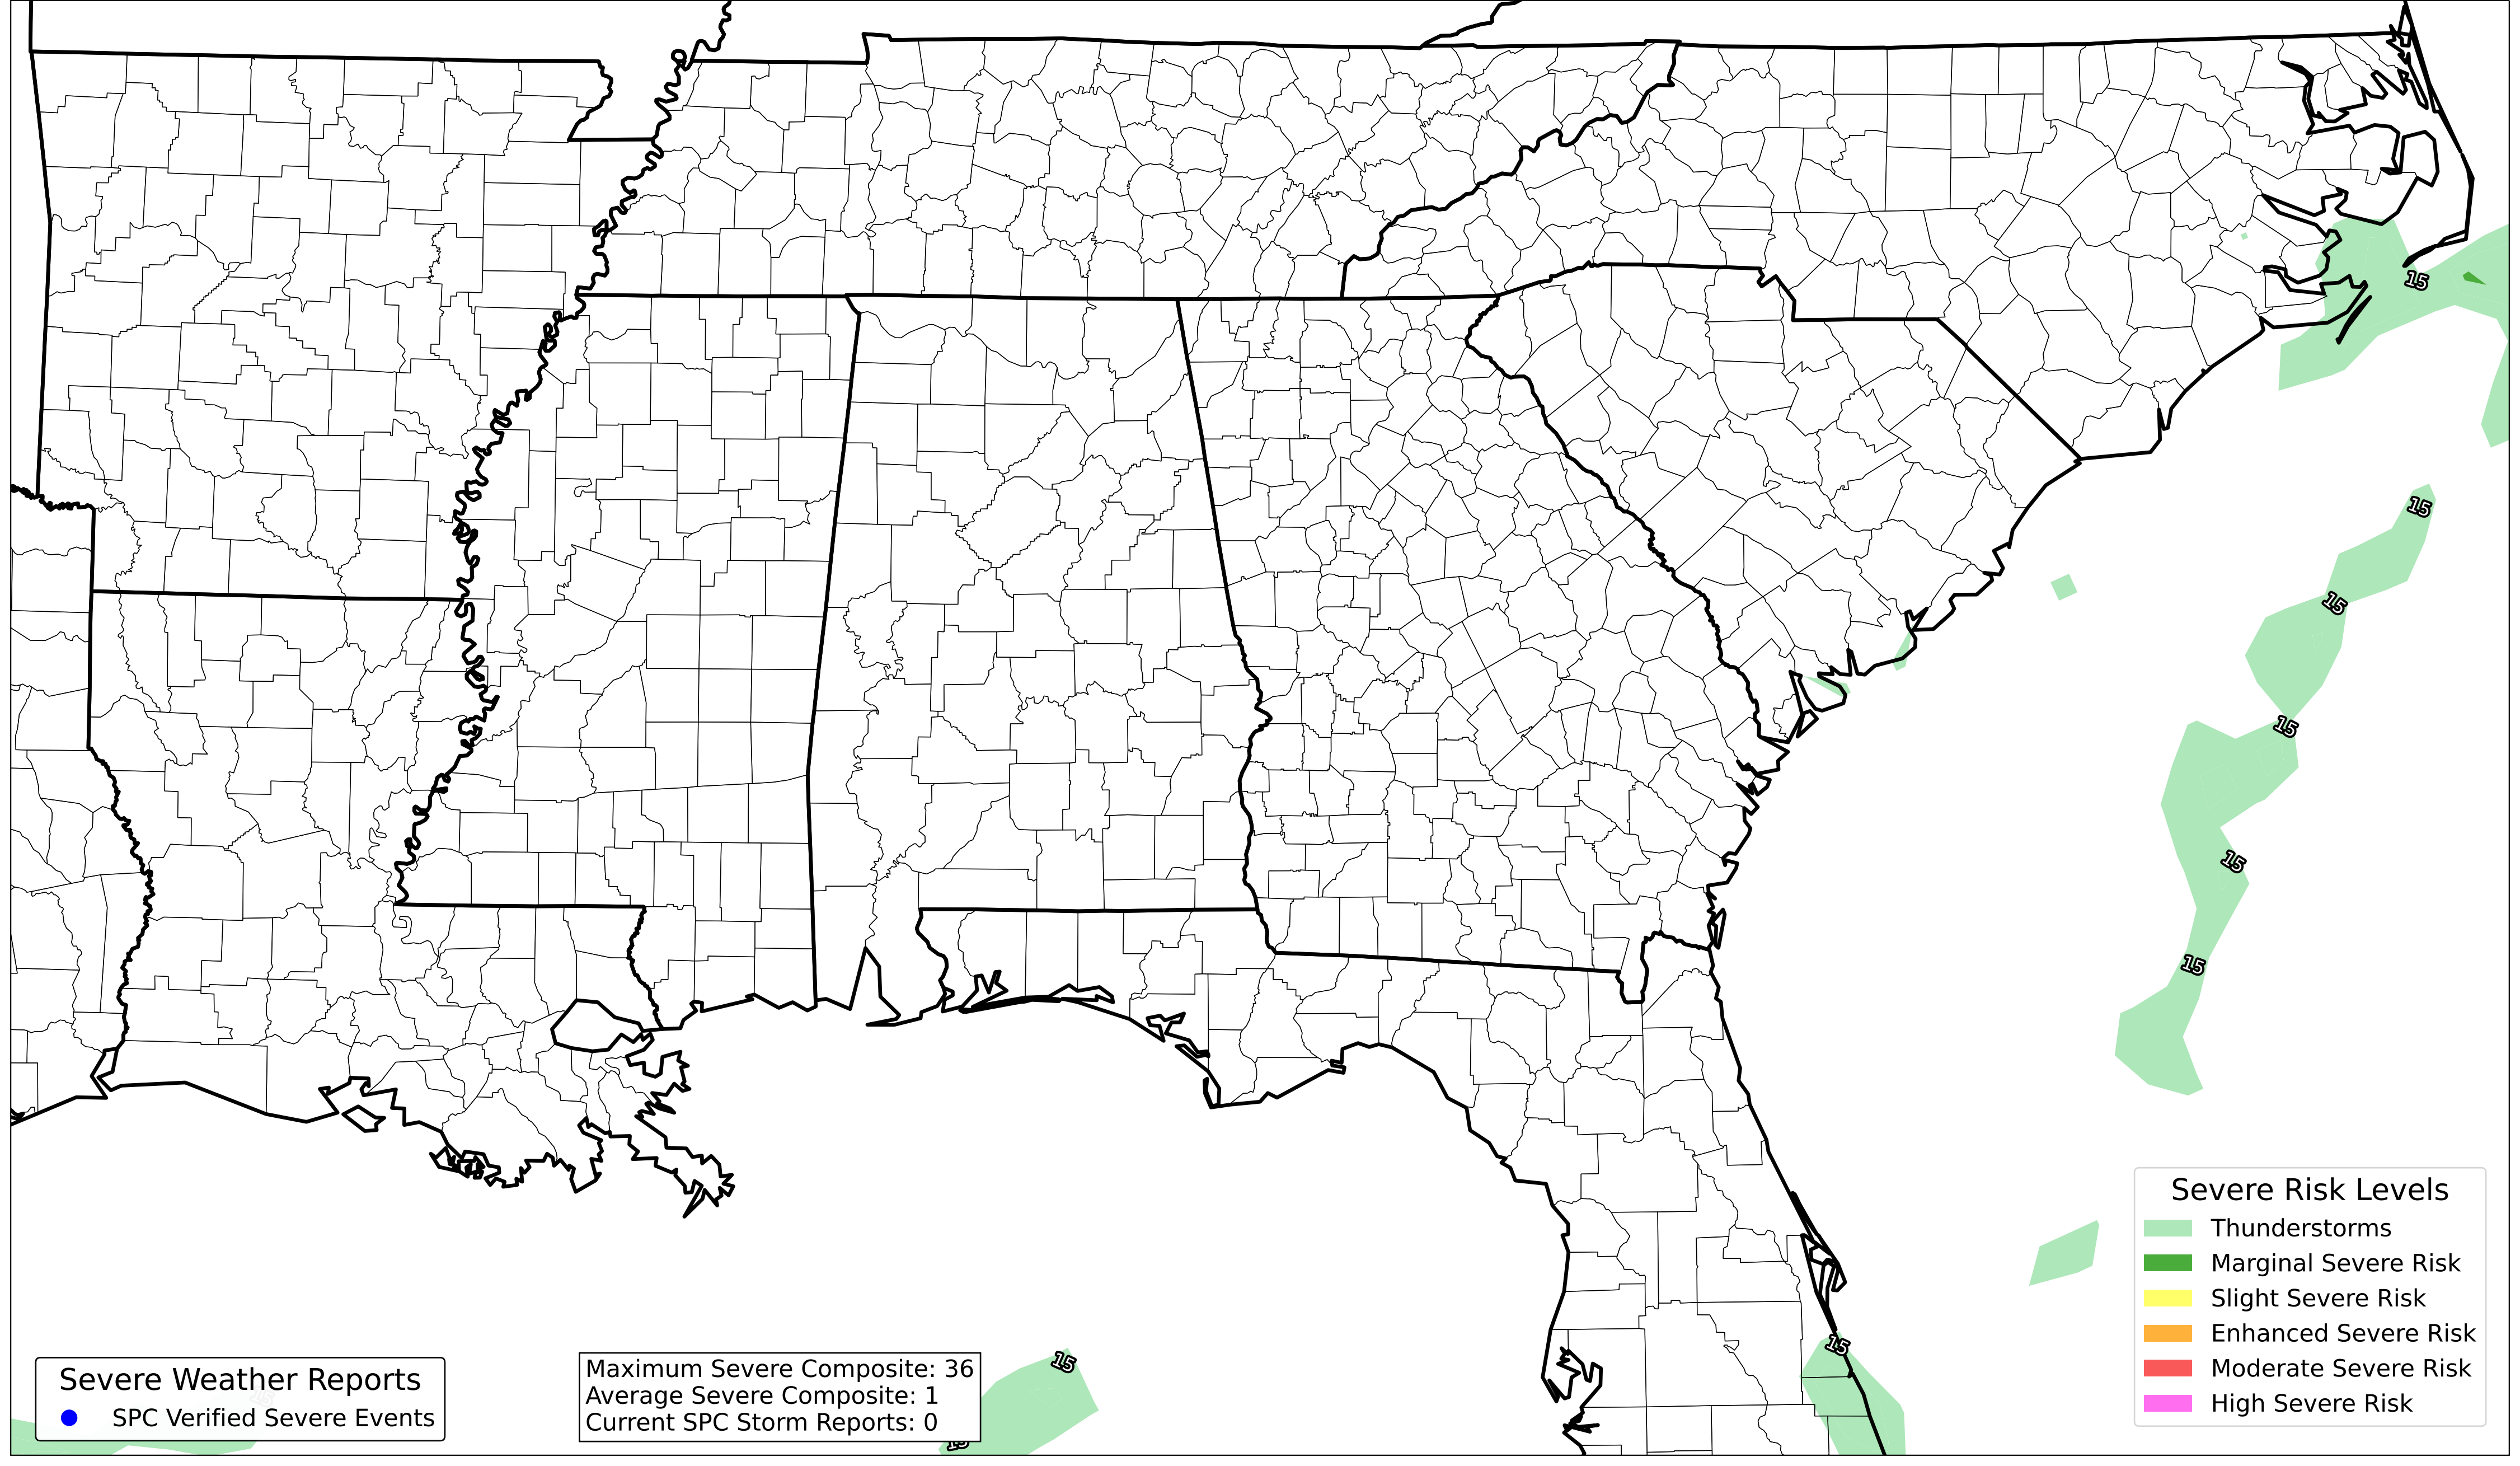 15
15
15
15
15
15
Severe Risk Levels
Thunderstorms
Marginal Severe Risk
Slight Severe Risk
Enhanced Severe Risk
Moderate Severe Risk
High Severe Risk
15
15
Maximum Severe Composite: 36
Average Severe Composite: 1
Current SPC Storm Reports: 0
Severe Weather Reports
SPC Verified Severe Events